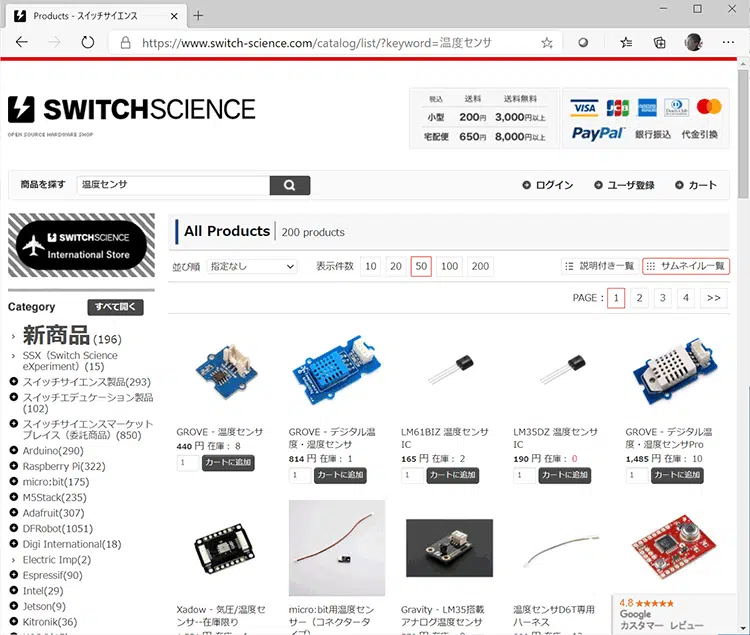 Products - スイッチサイエンス
https://www.switch-science.com/catalog/list/?keyword=温度センサ
SWITCHSCIENCE
OPEN SOURCE HARDWARE SHOP
税込 送料 送料無料
小型 200円 3,000円以上
宅配便 650円 8,000円以上
VISA JCB AMERICAN EXPRESS Diners Club
PayPal 銀行振込 代金引換
商品を探す 温度センサ
ログイン ユーザ登録 カート
SWITCHSCIENCE
International Store
Category すべて開く
新商品 (196)
SSX（Switch Science
eXperiment）(15)
スイッチサイエンス製品(293)
スイッチエデュケーション製品
(102)
スイッチサイエンスマーケット
プレイス（委託商品）(850)
Arduino(290)
Raspberry Pi(322)
micro:bit(175)
M5Stack(235)
Adafruit(307)
DFRobot(1051)
Digi International(18)
Electric Imp(2)
Espressif(90)
Intel(29)
Jetson(9)
Kitronik(36)
All Products 200 products
並び順 指定なし 表示件数 10 20 50 100 200 説明付き一覧 サムネイル一覧
PAGE : 1 2 3 4 >>
GROVE - 温度センサ
440 円 在庫： 8
1 カートに追加
GROVE - デジタル温
度・湿度センサ
814 円 在庫： 1
1 カートに追加
LM61BIZ 温度センサ
IC
165 円 在庫： 2
1 カートに追加
LM35DZ 温度センサ
IC
190 円 在庫： 0
1 カートに追加
GROVE - デジタル温
度・湿度センサPro
1,485 円 在庫： 10
1 カートに追加
Xadow - 気圧/温度セ
ンサ--在庫限り
micro:bit用温度セン
サー（コネクタータ
イプ）
Gravity - LM35搭載
アナログ温度センサ
温度センサD6T専用
ハーネス
4.8 ★★★★★
Google
カスタマー レビュー